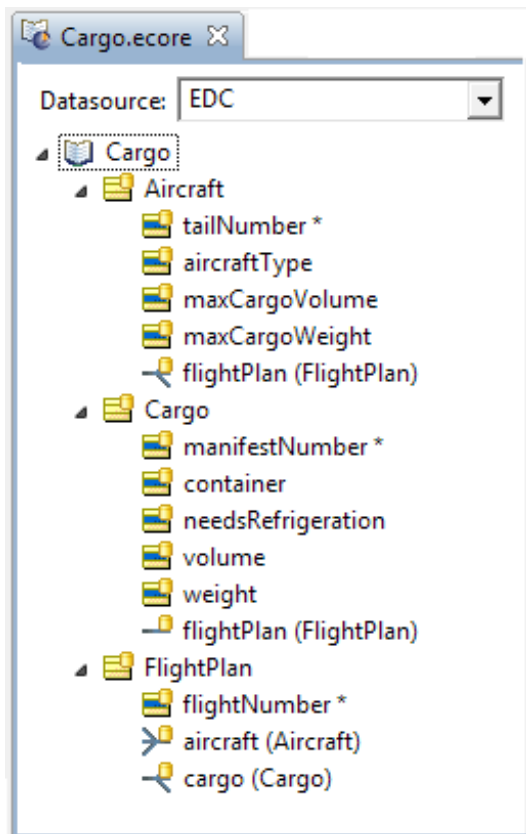 Cargo.ecore
Datasource: EDC
Cargo
Aircraft
tailNumber *
aircraftType
maxCargoVolume
maxCargoWeight
flightPlan (FlightPlan)
Cargo
manifestNumber *
container
needsRefrigeration
volume
weight
flightPlan (FlightPlan)
FlightPlan
flightNumber *
aircraft (Aircraft)
cargo (Cargo)